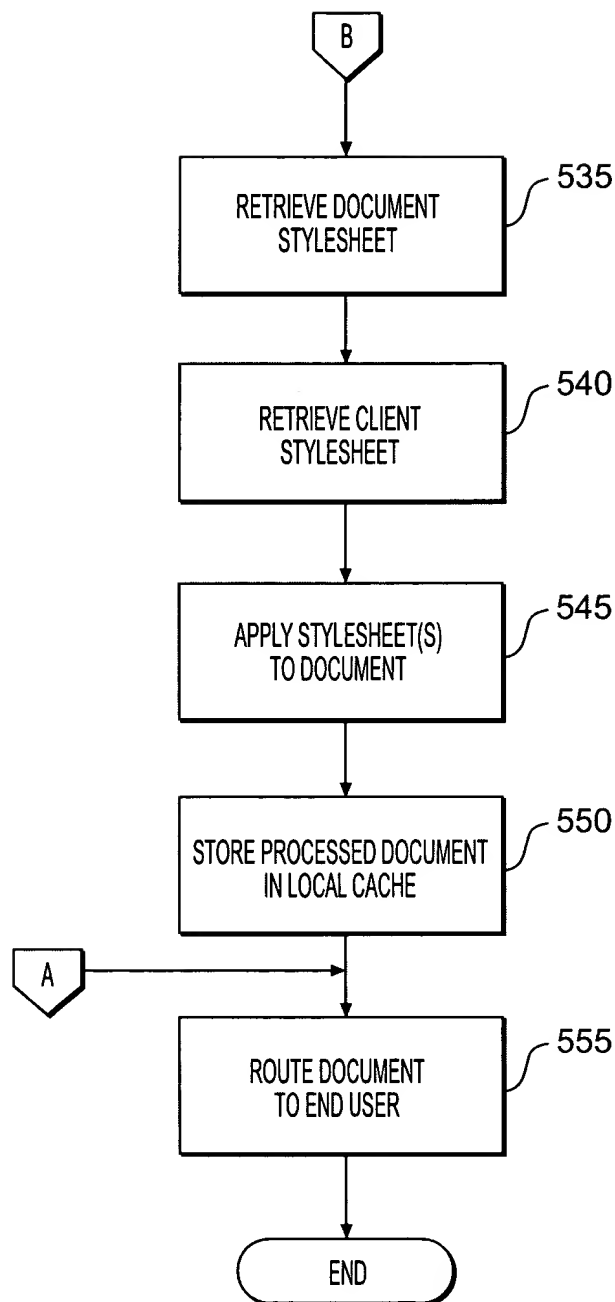 B
RETRIEVE DOCUMENT
STYLESHEET
535
RETRIEVE CLIENT
STYLESHEET
540
APPLY STYLESHEET(S)
TO DOCUMENT
545
STORE PROCESSED DOCUMENT
IN LOCAL CACHE
550
A
ROUTE DOCUMENT
TO END USER
555
END